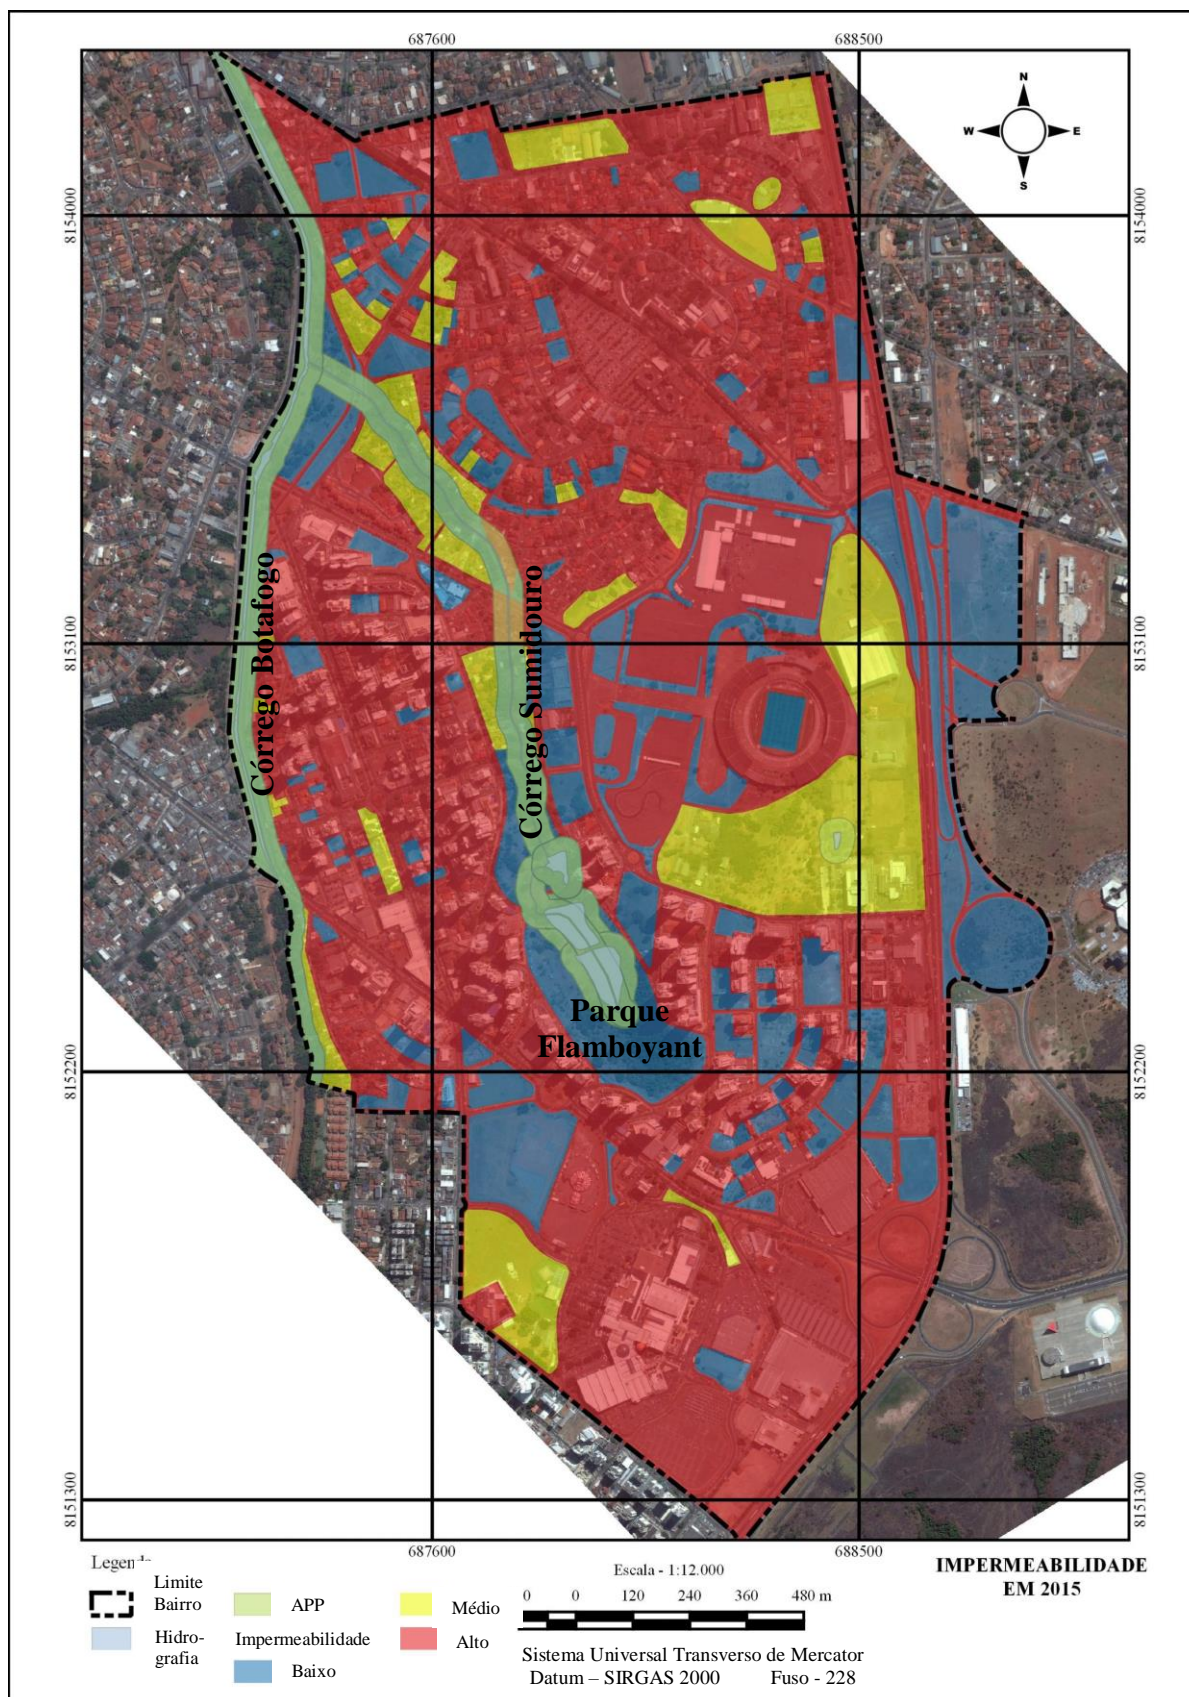 687600 688500
N
W E
S
8154000 8154000
8153100 8153100
Córrego Botafogo
Córrego Sumidouro
Parque
Flamboyant
8152200 8152200
8151300 8151300
687600 688500
Legen
Limite
Bairro
Hidro-
grafia
APP
Impermeabilidade
Baixo
Médio
Alto
Escala - 1:12.000
0 0 120 240 360 480 m
Sistema Universal Transverso de Mercator
Datum – SIRGAS 2000 Fuso - 228
IMPERMEABILIDADE
EM 2015